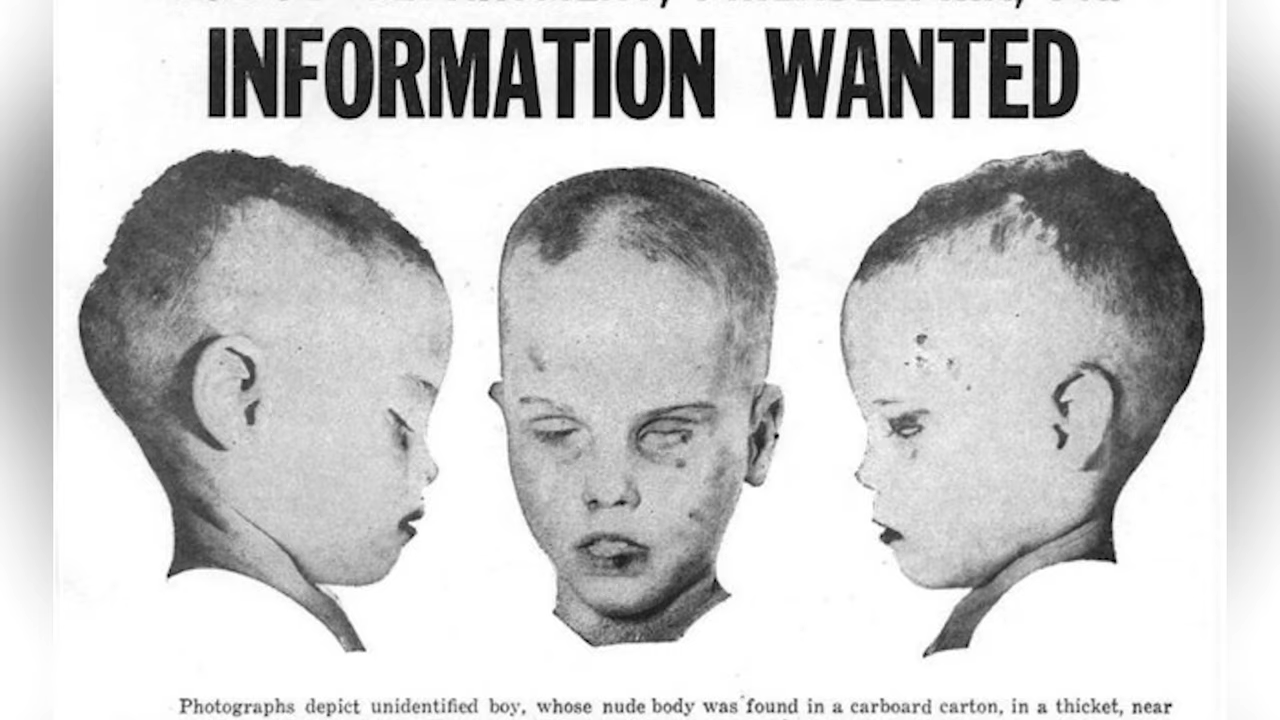 INFORMATION WANTED
Photographs depict unidentified boy, whose nude body was found in a carboard carton, in a thicket, near